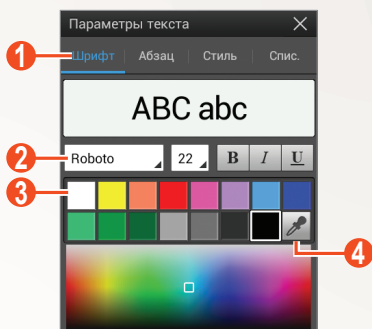 Параметры текста
1 Шрифт Абзац Стиль Спис.
ABC abc
2 Roboto 22 B I U
3
4